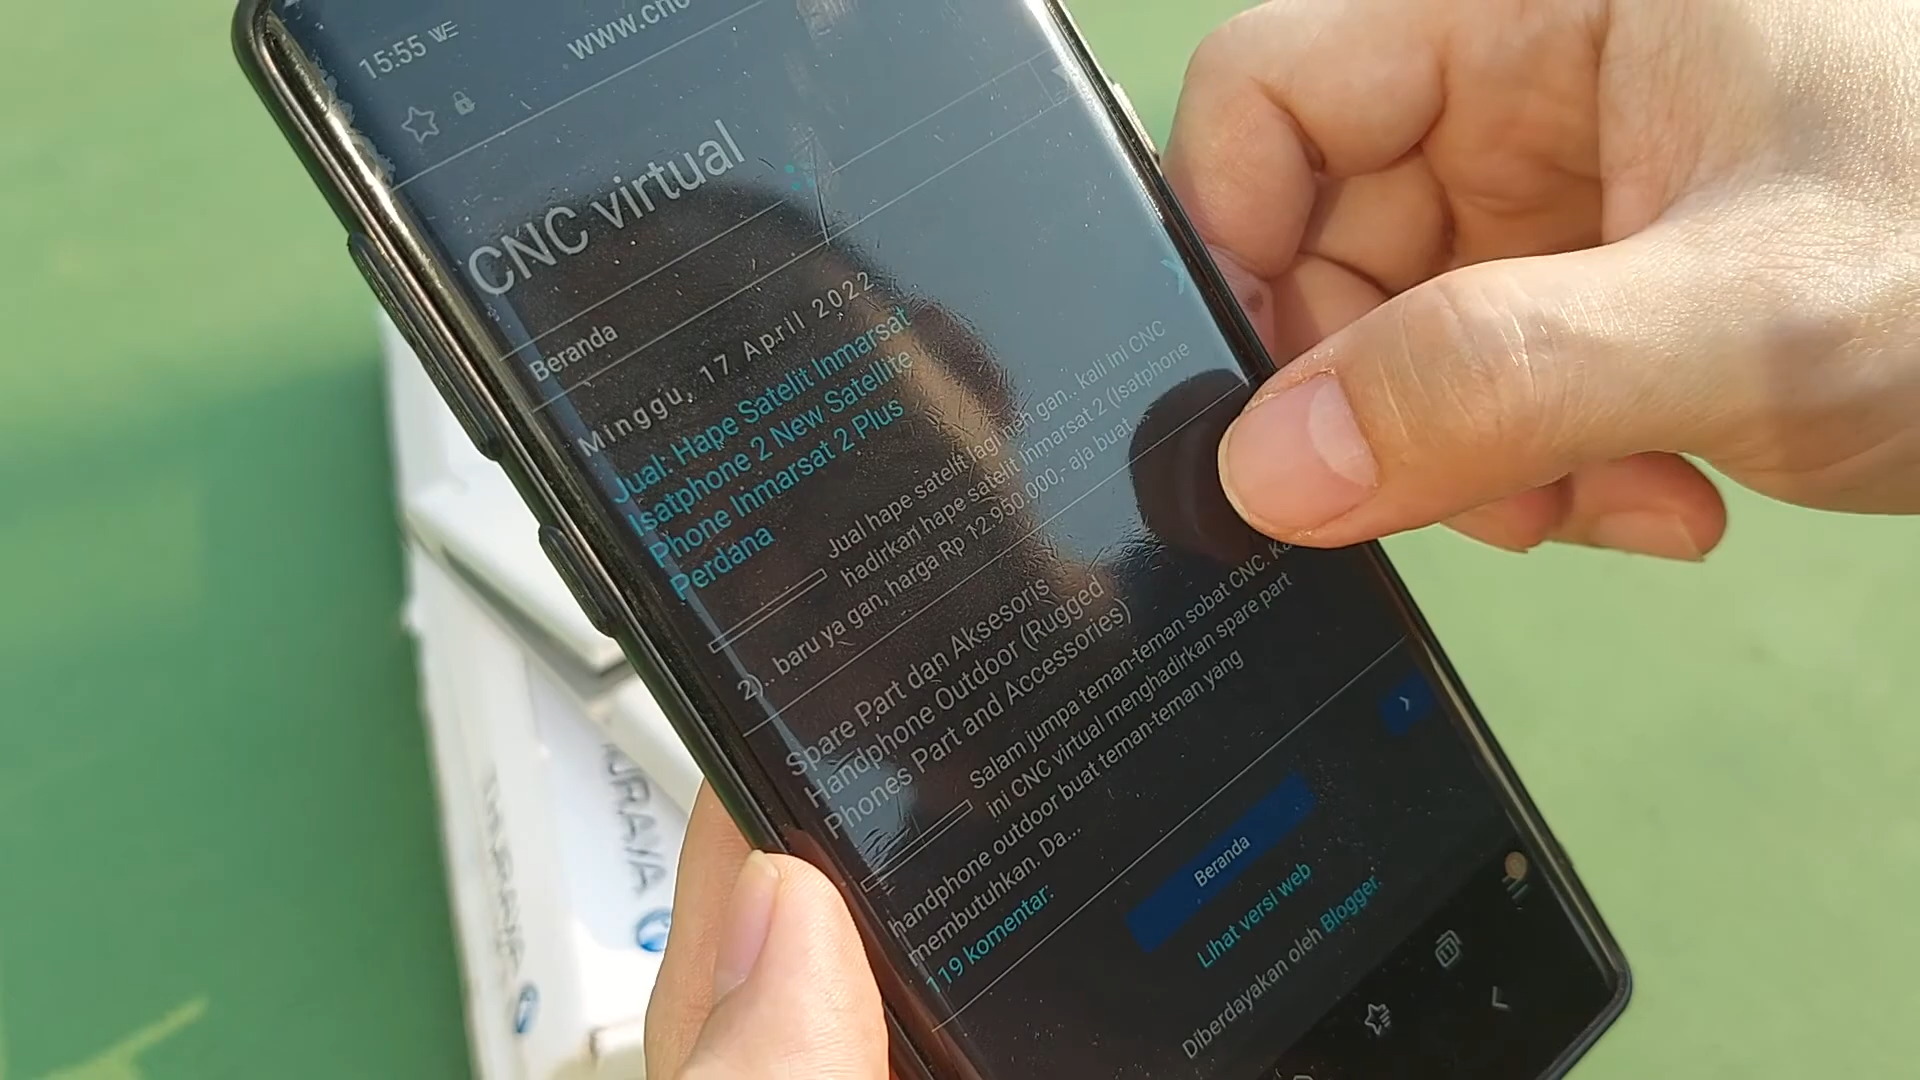 15:55
www.cnc
CNC virtual
Beranda
Minggu, 17 April 2022
Jual: Hape Satelit Inmarsat
Isatphone 2 New Satellite
Phone Inmarsat 2 Plus
Perdana
Jual hape satelit lagi neh gan.. kali ini CNC
hadirkan hape satelit inmarsat 2 (Isatphone
2)... baru ya gan, harga Rp 12.950.000,- aja buat ...
Spare Part dan Aksesoris
Handphone Outdoor (Rugged
Phones Part and Accessories)
Salam jumpa teman-teman sobat CNC.
ini CNC virtual menghadirkan spare part
handphone outdoor buat teman-teman yang
membutuhkan. Da...
119 komentar:
Beranda
Lihat versi web
Diberdayakan oleh Blogger.
THURAYA
URAYA